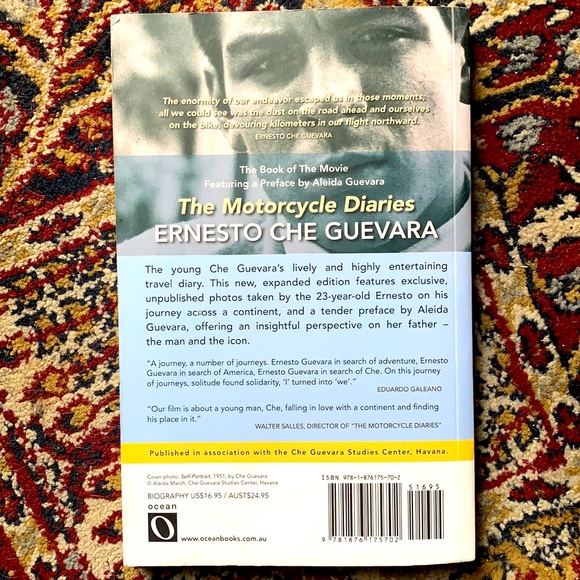 The enormity of our endeavor escaped us in those moments;
all we could see was the dust on the road ahead and ourselves
on the bike, devouring kilometers in our flight northward.
ERNESTO CHE GUEVARA
The Book of The Movie
Featuring a Preface by Aleida Guevara
The Motorcycle Diaries
ERNESTO CHE GUEVARA
The young Che Guevara's lively and highly entertaining
travel diary. This new, expanded edition features exclusive,
unpublished photos taken by the 23-year-old Ernesto on his
journey across a continent, and a tender preface by Aleida
Guevara, offering an insightful perspective on her father –
the man and the icon.
"A journey, a number of journeys. Ernesto Guevara in search of adventure, Ernesto
Guevara in search of America, Ernesto Guevara in search of Che. On this journey
of journeys, solitude found solidarity, 'I' turned into 'we'."
EDUARDO GALEANO
"Our film is about a young man, Che, falling in love with a continent and finding
his place in it."
WALTER SALLES, DIRECTOR OF "THE MOTORCYCLE DIARIES"
Published in association with the Che Guevara Studies Center, Havana.
Cover photo: Self-Portrait, 1951, by Che Guevara
© Aleida March, Che Guevara Studies Center, Havana
BIOGRAPHY US$16.95 / AUST$24.95
ocean
www.oceanbooks.com.au
ISBN 978-1-876175-70-2
51695
9 781876 175702